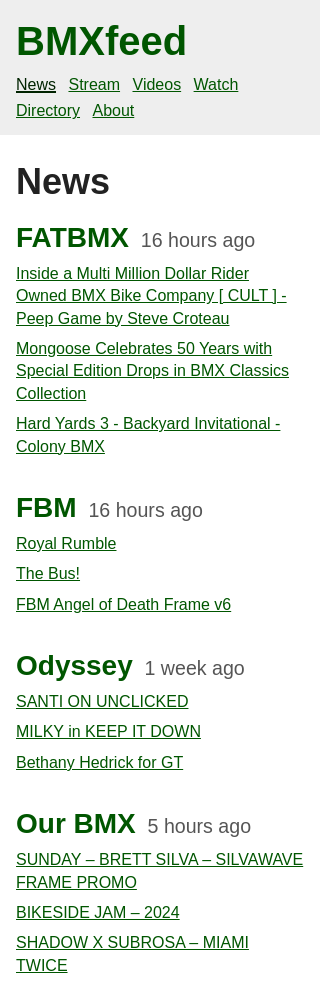 BMXfeed
News Stream Videos Watch
Directory About
News
FATBMX 16 hours ago
Inside a Multi Million Dollar Rider
Owned BMX Bike Company [ CULT ] -
Peep Game by Steve Croteau
Mongoose Celebrates 50 Years with
Special Edition Drops in BMX Classics
Collection
Hard Yards 3 - Backyard Invitational -
Colony BMX
FBM 16 hours ago
Royal Rumble
The Bus!
FBM Angel of Death Frame v6
Odyssey 1 week ago
SANTI ON UNCLICKED
MILKY in KEEP IT DOWN
Bethany Hedrick for GT
Our BMX 5 hours ago
SUNDAY – BRETT SILVA – SILVAWAVE
FRAME PROMO
BIKESIDE JAM – 2024
SHADOW X SUBROSA – MIAMI
TWICE